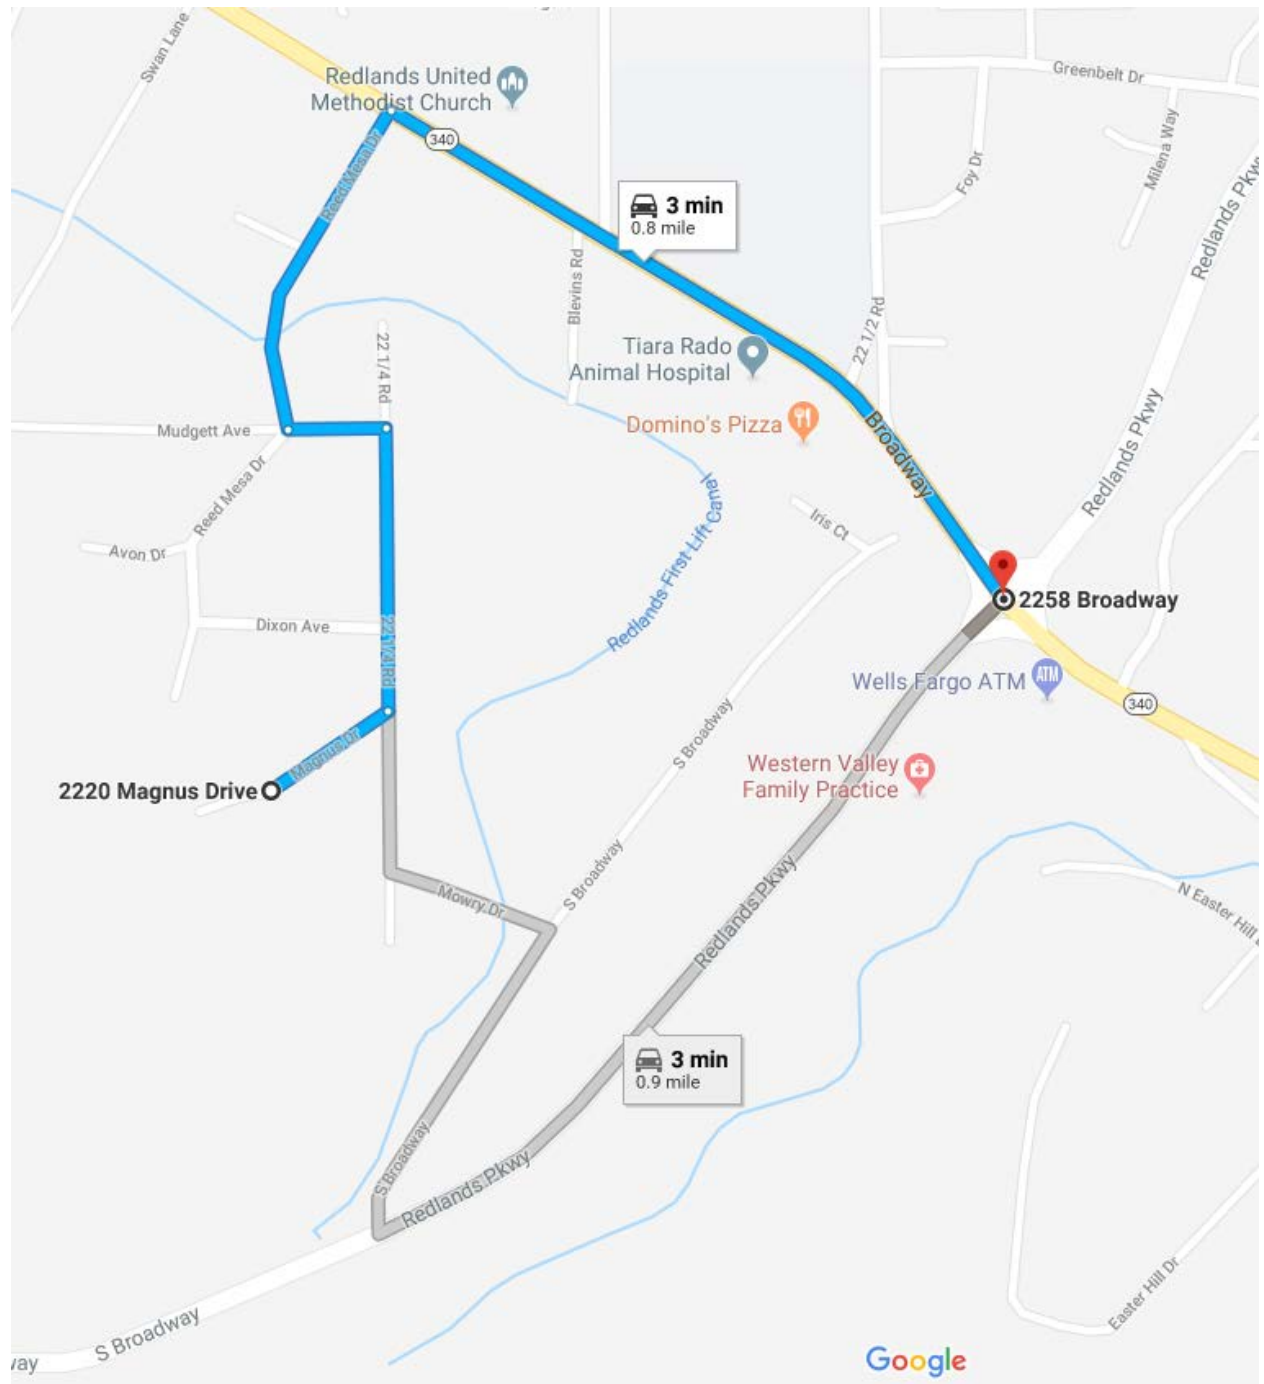 Swan Lane
Redlands United
Methodist Church
340
Reed Mesa Dr
Greenbelt Dr
Milena Way
Foy Dr
Redlands Pkwy
3 min
0.8 mile
Blevins Rd
22 1/2 Rd
22 1/4 Rd
Tiara Rado
Animal Hospital
Domino's Pizza
Broadway
Redlands Pkwy
Mudgett Ave
Reed Mesa Dr
Avon Dr
Iris Ct
Redlands First Lift Canal
Dixon Ave
22 1/4 Rd
2258 Broadway
Wells Fargo ATM
ATM
340
S Broadway
Magnus Dr
2220 Magnus Drive
Western Valley
Family Practice
S Broadway
Mowry Dr
Redlands Pkwy
N Easter Hill
3 min
0.9 mile
S Broadway
Redlands Pkwy
Easter Hill Dr
S Broadway
way
Google